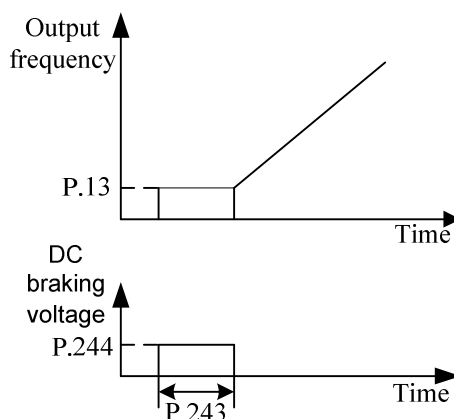 Output
frequency
P.13
Time
DC
braking
voltage
P.244
Time
P.243